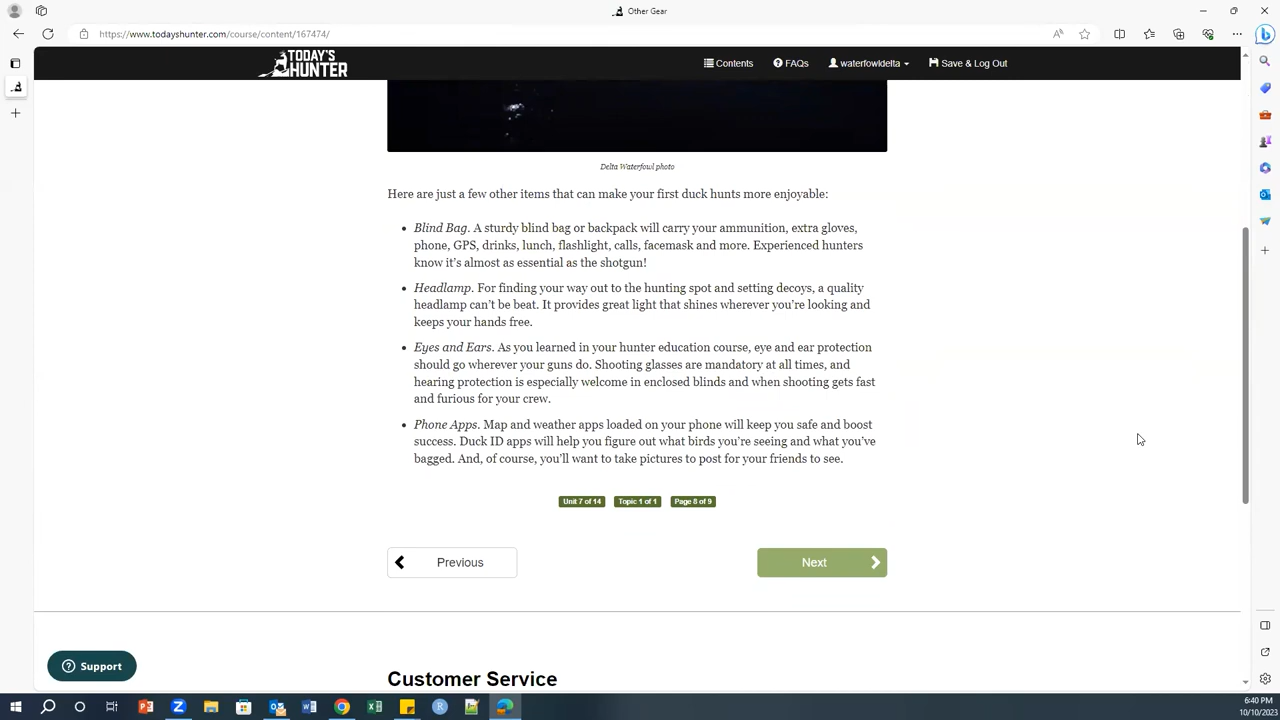 Other Gear
https://www.todayshunter.com/course/content/167474/
TODAY'S
HUNTER
Contents
FAQs
waterfowldelta
Save & Log Out
Delta Waterfowl photo
Here are just a few other items that can make your first duck hunts more enjoyable:
• Blind Bag. A sturdy blind bag or backpack will carry your ammunition, extra gloves,
phone, GPS, drinks, lunch, flashlight, calls, facemask and more. Experienced hunters
know it's almost as essential as the shotgun!
• Headlamp. For finding your way out to the hunting spot and setting decoys, a quality
headlamp can't be beat. It provides great light that shines wherever you're looking and
keeps your hands free.
• Eyes and Ears. As you learned in your hunter education course, eye and ear protection
should go wherever your guns do. Shooting glasses are mandatory at all times, and
hearing protection is especially welcome in enclosed blinds and when shooting gets fast
and furious for your crew.
• Phone Apps. Map and weather apps loaded on your phone will keep you safe and boost
success. Duck ID apps will help you figure out what birds you're seeing and what you've
bagged. And, of course, you'll want to take pictures to post for your friends to see.
Unit 7 of 14
Topic 1 of 1
Page 8 of 9
Previous
Next
Support
Customer Service
6:40 PM
10/10/2023